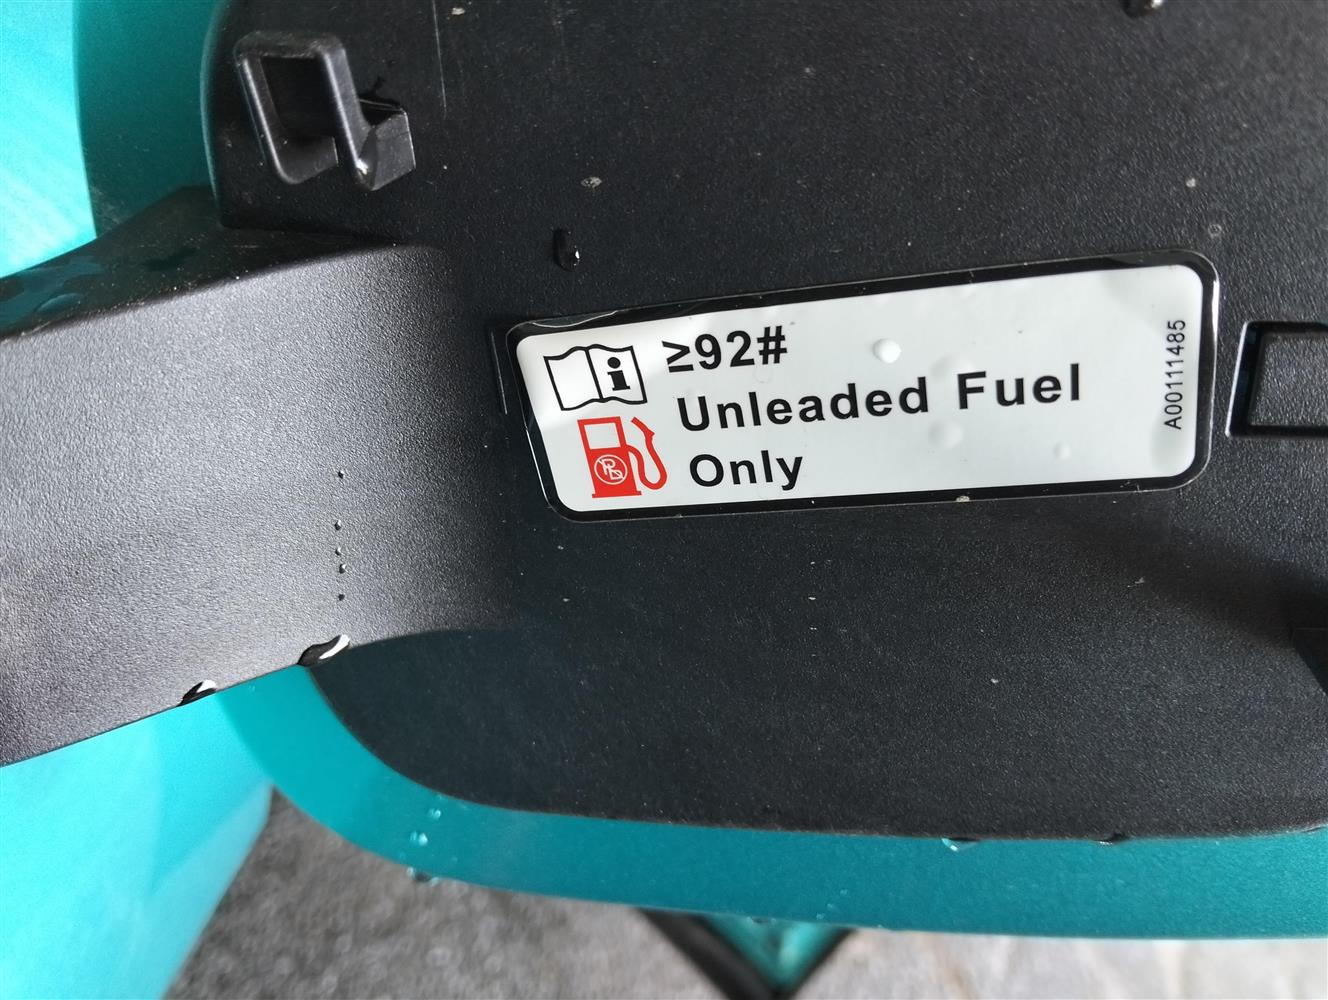 ≥92#
Unleaded Fuel
Only
A00111485